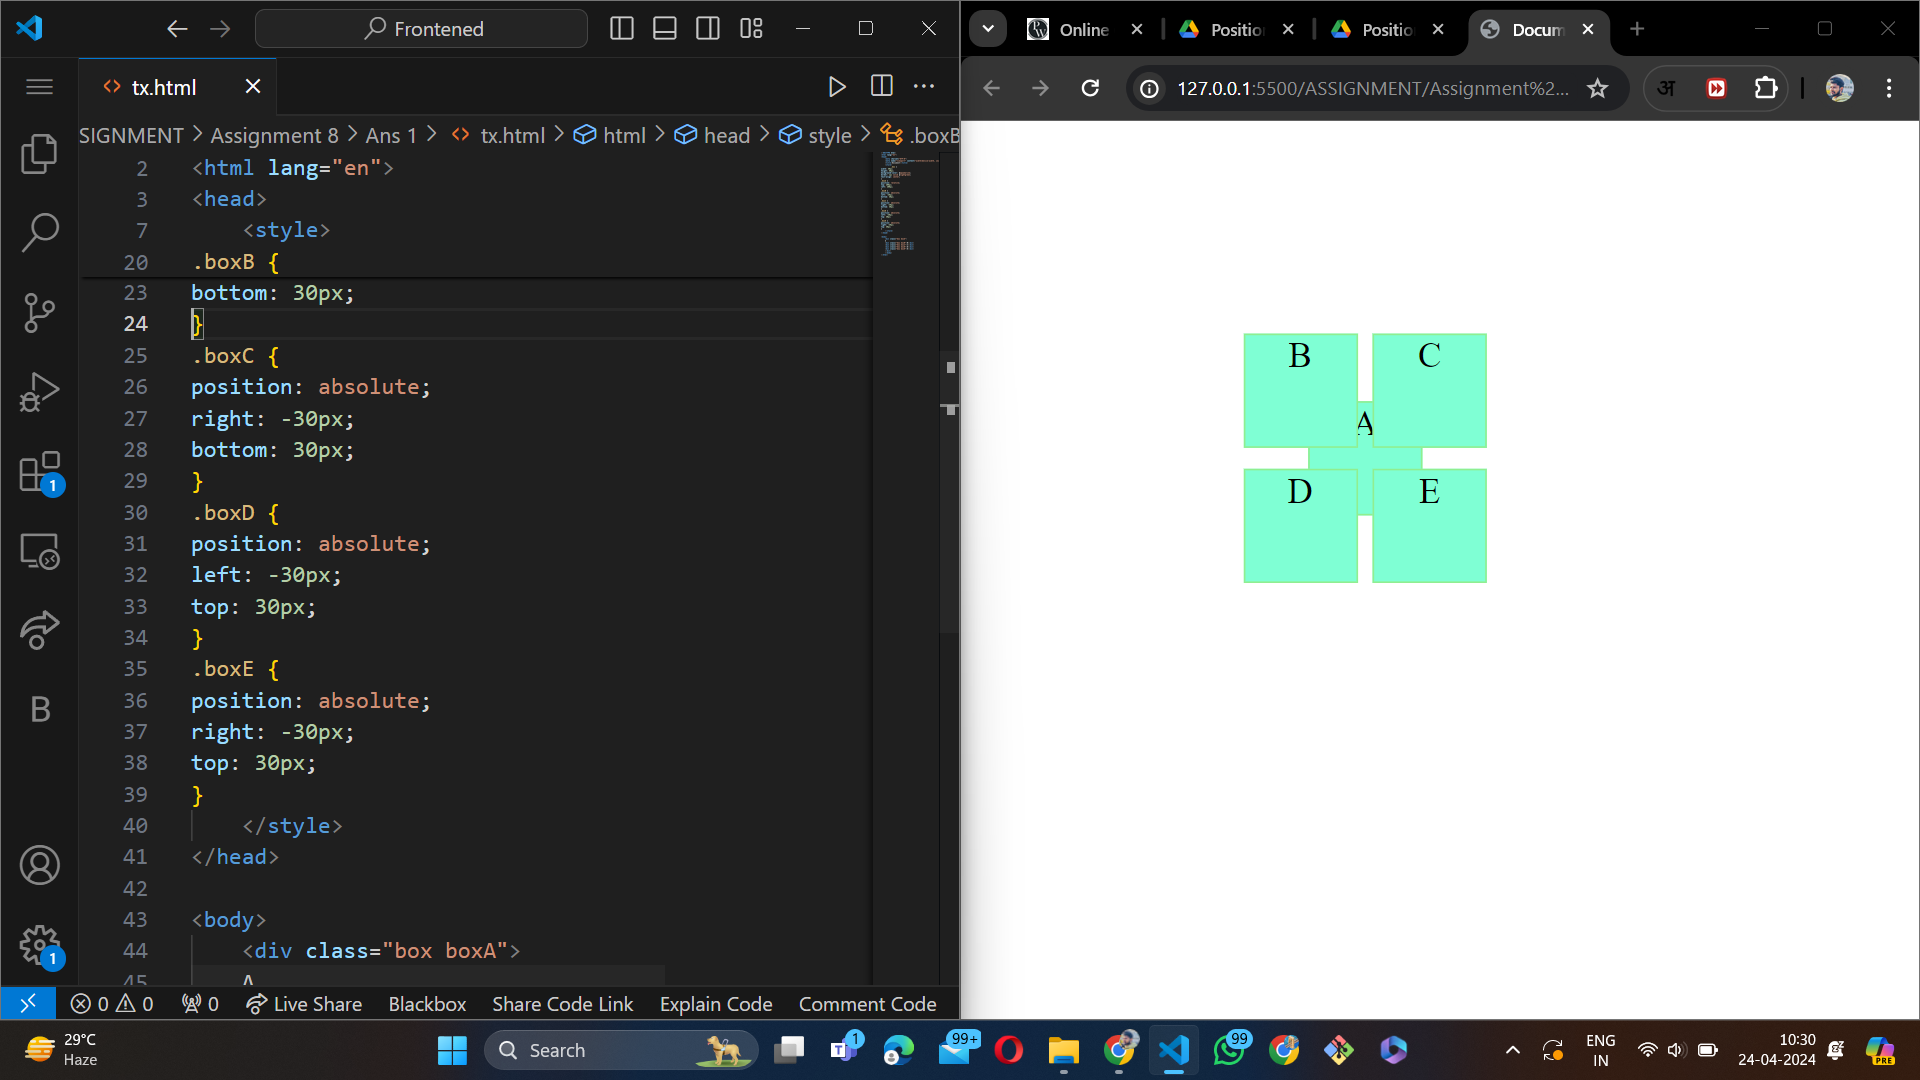 Frontened
tx.html
SIGNMENT > Assignment 8 > Ans 1 > tx.html > html > head > style > .boxB
2 <html lang="en">
3 <head>
7 <style>
20 .boxB {
23 bottom: 30px;
24 }
25 .boxC {
26 position: absolute;
27 right: -30px;
28 bottom: 30px;
29 }
30 .boxD {
31 position: absolute;
32 left: -30px;
33 top: 30px;
34 }
35 .boxE {
36 position: absolute;
37 right: -30px;
38 top: 30px;
39 }
40 </style>
41 </head>
42
43 <body>
44 <div class="box boxA">
45 A
1
B
1
0 0 0 Live Share Blackbox Share Code Link Explain Code Comment Code
Online Positio Positio Docum
127.0.0.1:5500/ASSIGNMENT/Assignment%2...
अ
B C
A
D E
29°C
Haze
Search
1
99+
99
ENG
IN
10:30
24-04-2024
PRE